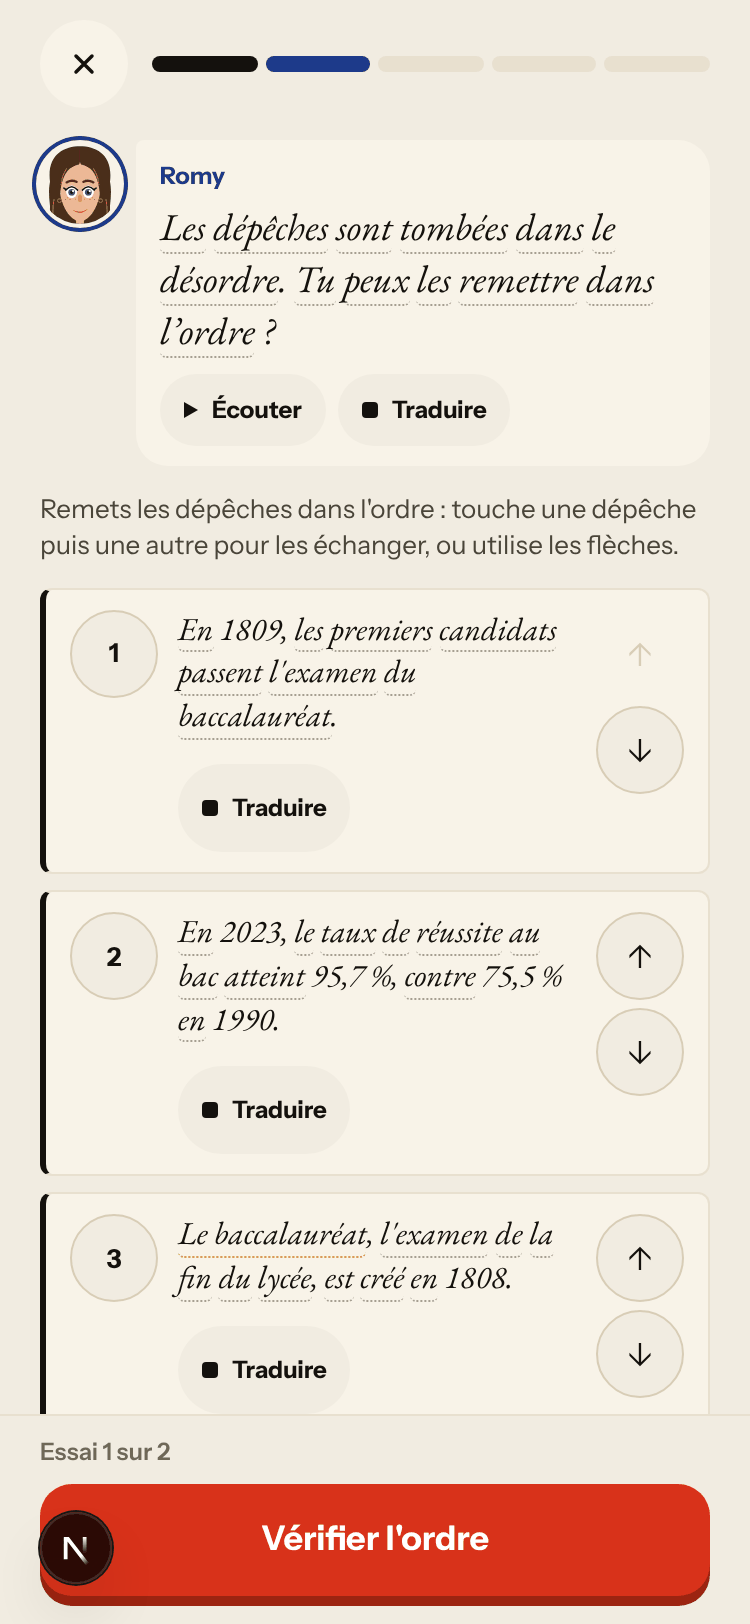 Romy
Les dépêches sont tombées dans le
désordre. Tu peux les remettre dans
l’ordre ?
Écouter
Traduire
Remets les dépêches dans l'ordre : touche une dépêche
puis une autre pour les échanger, ou utilise les flèches.
1
En 1809, les premiers candidats
passent l'examen du
baccalauréat.
Traduire
2
En 2023, le taux de réussite au
bac atteint 95,7 %, contre 75,5 %
en 1990.
Traduire
3
Le baccalauréat, l'examen de la
fin du lycée, est créé en 1808.
Traduire
Essai 1 sur 2
Vérifier l'ordre
N